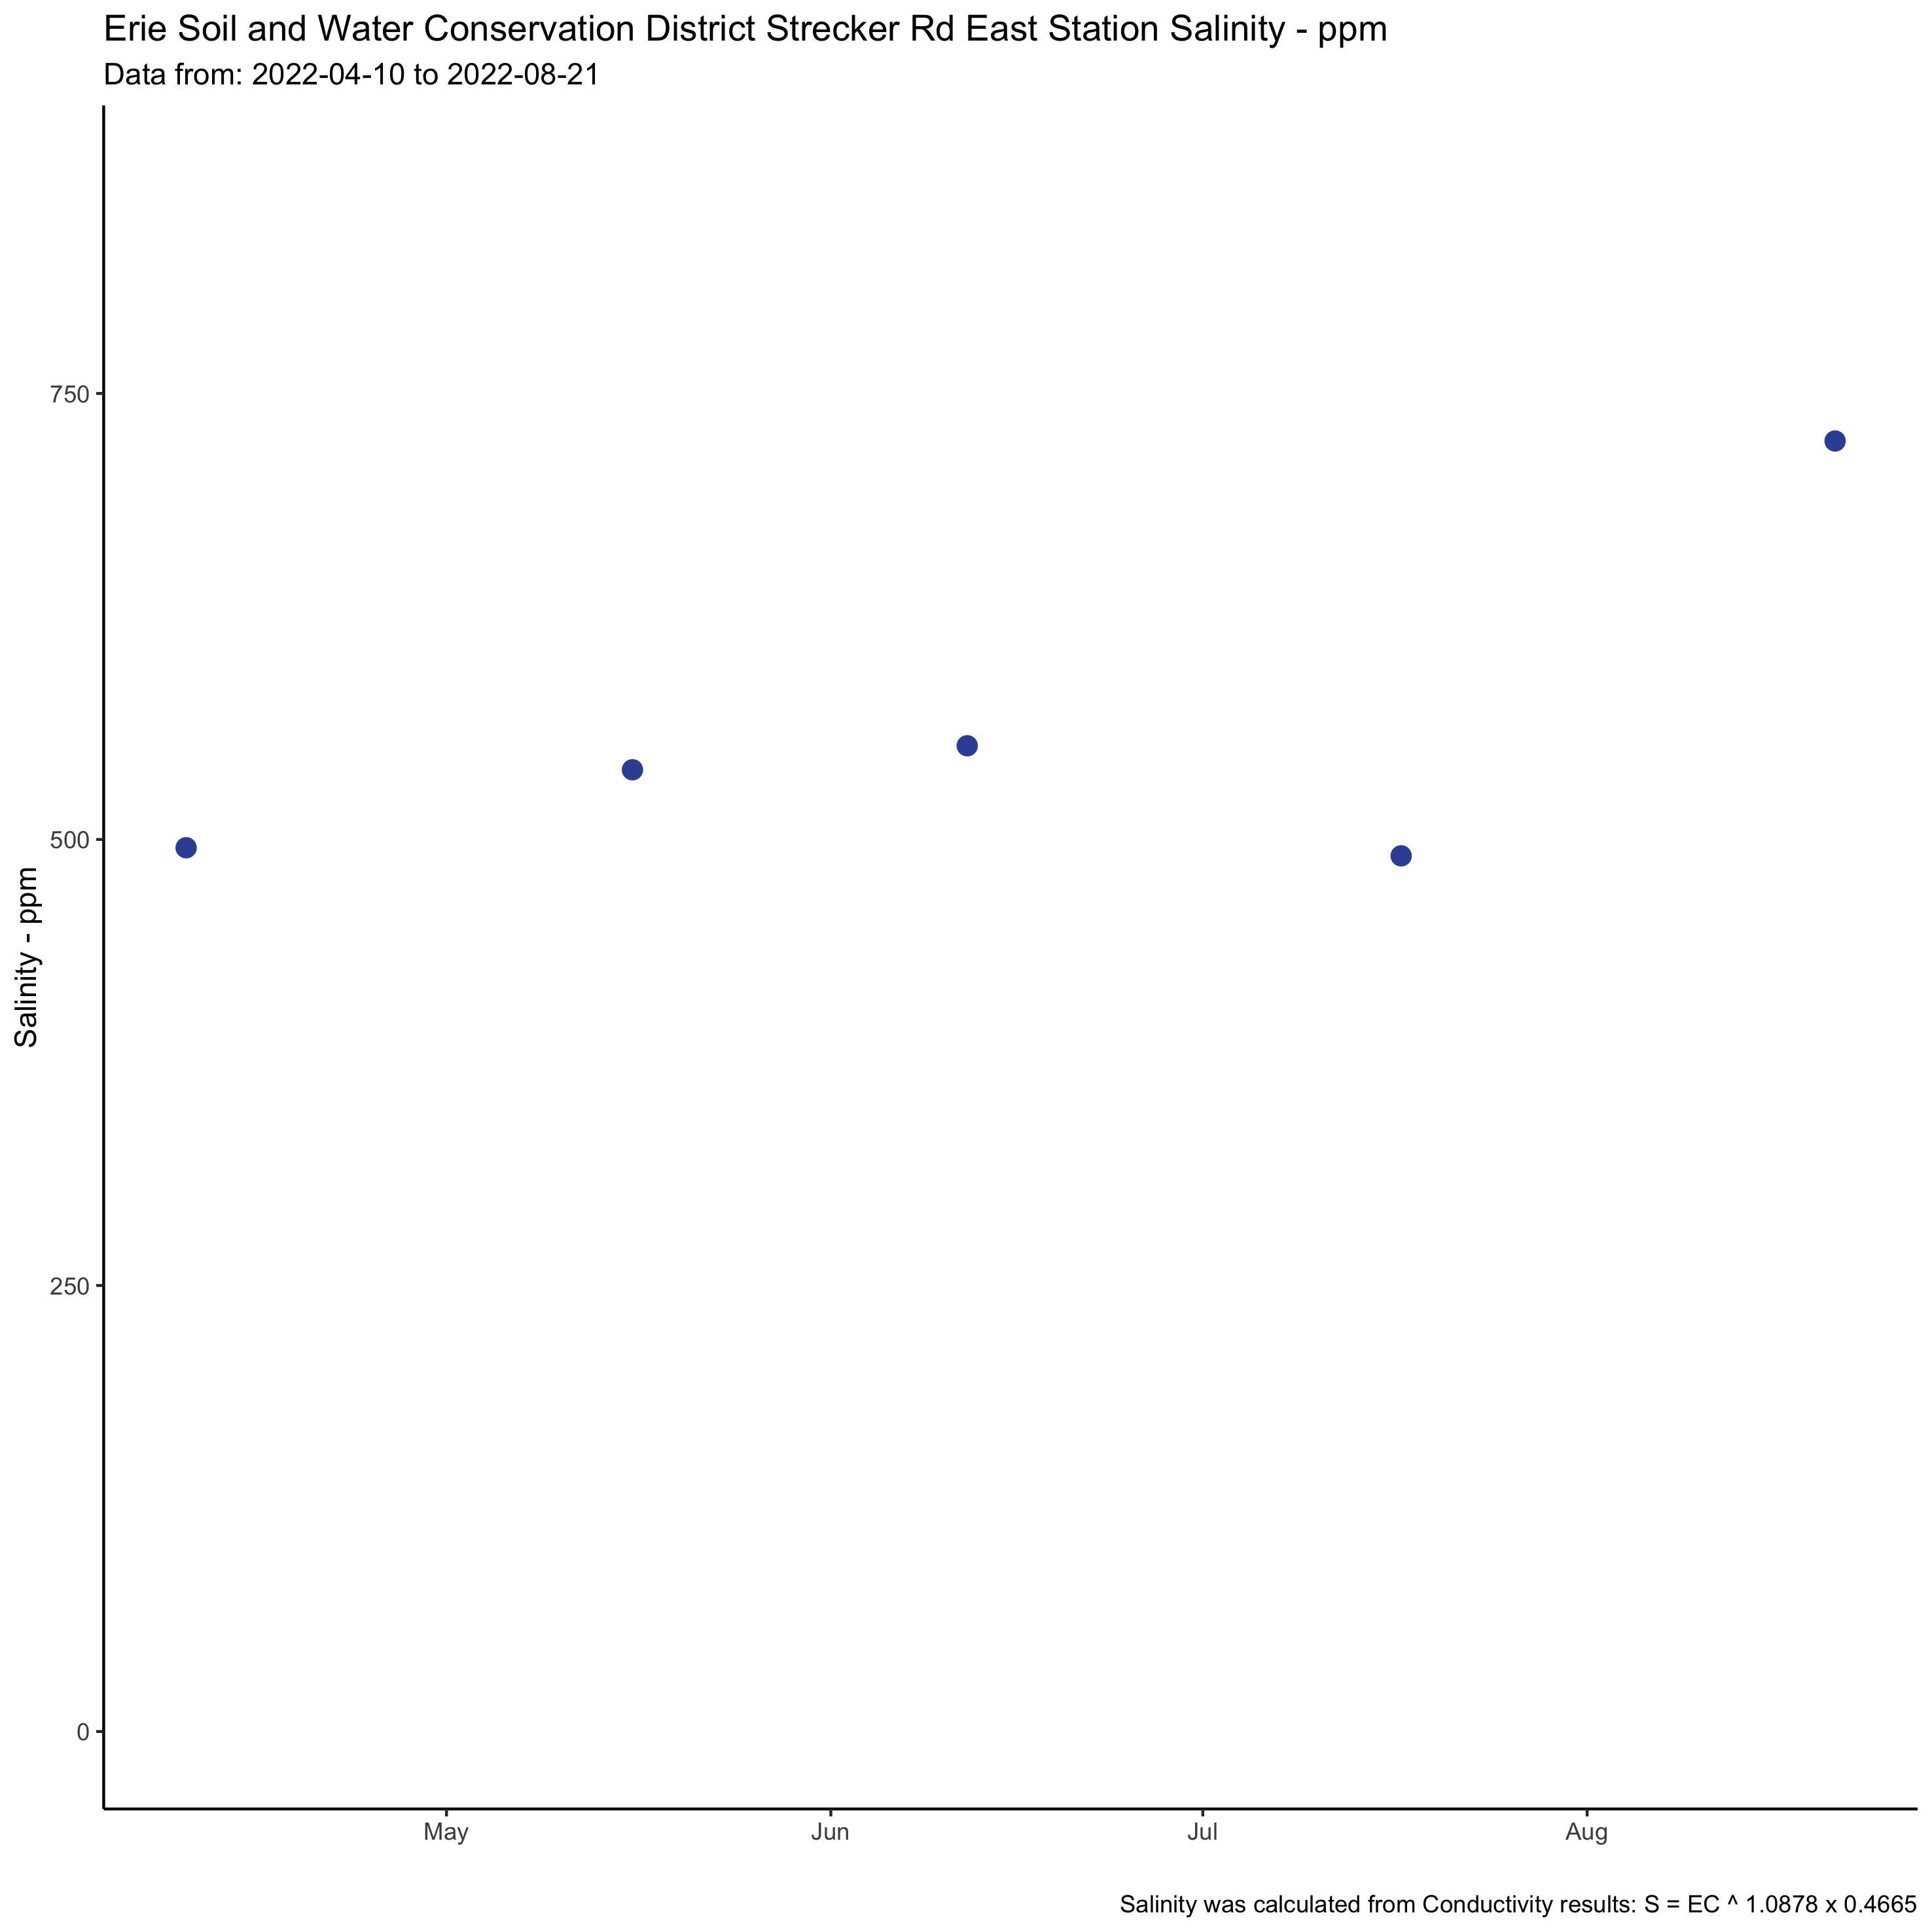 Erie Soil and Water Conservation District Strecker Rd East Station Salinity - ppm
Data from: 2022-04-10 to 2022-08-21
Salinity - ppm
750
500
250
0
May
Jun
Jul
Aug
Salinity was calculated from Conductivity results: S = EC ^ 1.0878 x 0.4665